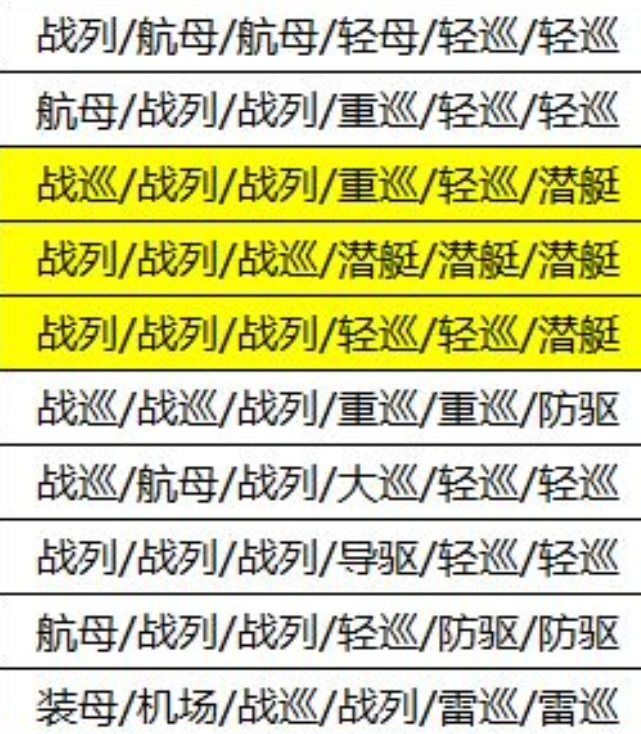 战列/航母/航母/轻母/轻巡/轻巡
航母/战列/战列/重巡/轻巡/轻巡
战巡/战列/战列/重巡/轻巡/潜艇
战列/战列/战巡/潜艇/潜艇/潜艇
战列/战列/战列/轻巡/轻巡/潜艇
战巡/战巡/战列/重巡/重巡/防驱
战巡/航母/战列/大巡/轻巡/轻巡
战列/战列/战列/导驱/轻巡/轻巡
航母/战列/战列/轻巡/防驱/防驱
装母/机场/战巡/战列/雷巡/雷巡